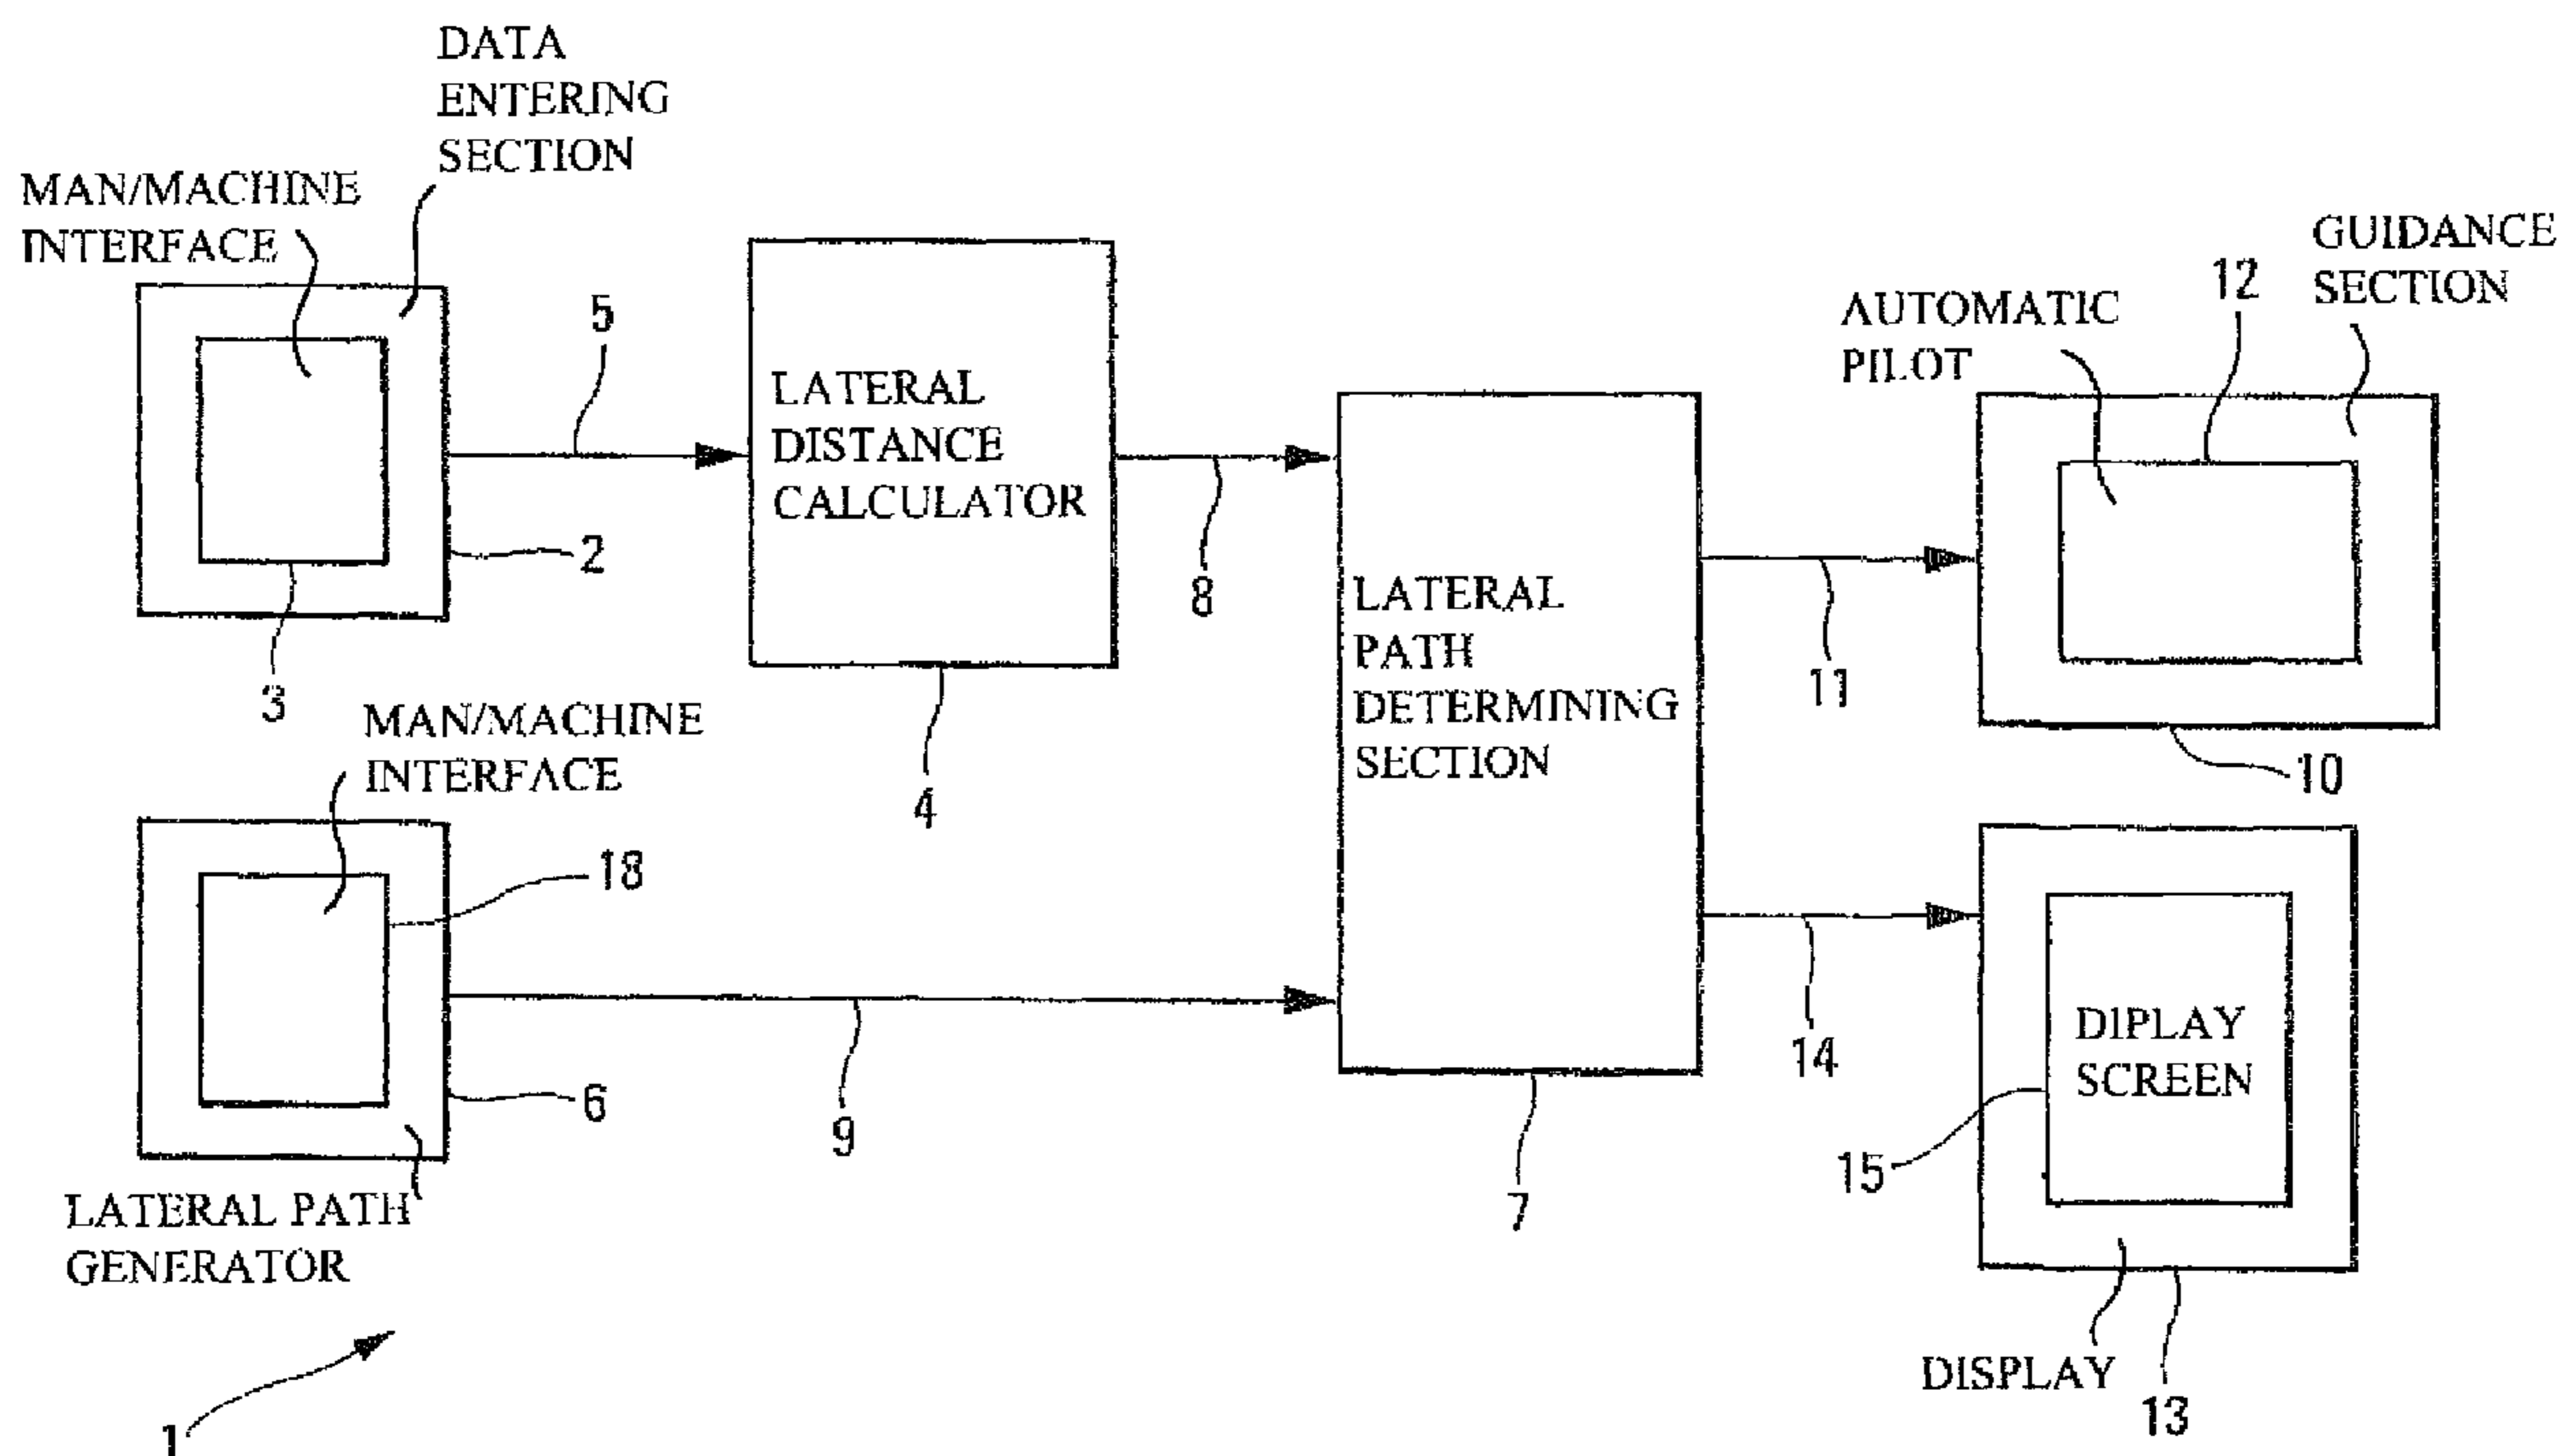 DATA
ENTERING
SECTION
MAN/MACHINE
INTERFACE
5
2
3
LATERAL
DISTANCE
CALCULATOR
4
8
MAN/MACHINE
INTERFACE
18
6
9
LATERAL PATH
GENERATOR
1
LATERAL
PATH
DETERMINING
SECTION
7
11
14
GUIDANCE
SECTION
12
AUTOMATIC
PILOT
10
DIPLAY
SCREEN
15
DISPLAY
13